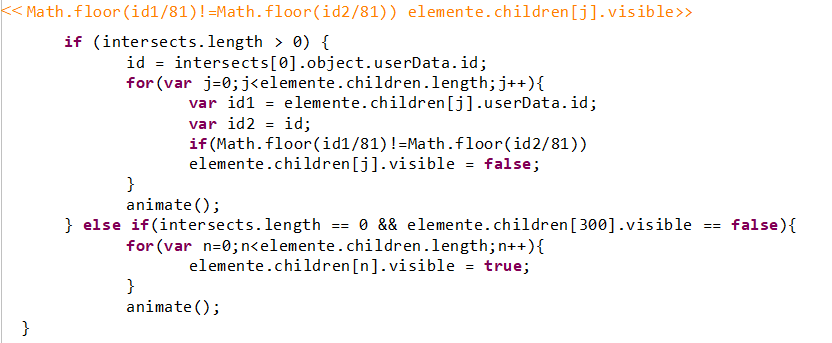 <<Math.floor(id1/81)!=Math.floor(id2/81)) elemente.children[j].visible>>
if (intersects.length > 0) {
id = intersects[0].object.userData.id;
for(var j=0;j<elemente.children.length;j++){
var id1 = elemente.children[j].userData.id;
var id2 = id;
if(Math.floor(id1/81)!=Math.floor(id2/81))
elemente.children[j].visible = false;
}
animate();
} else if(intersects.length == 0 && elemente.children[300].visible == false){
for(var n=0;n<elemente.children.length;n++){
elemente.children[n].visible = true;
}
animate();
}